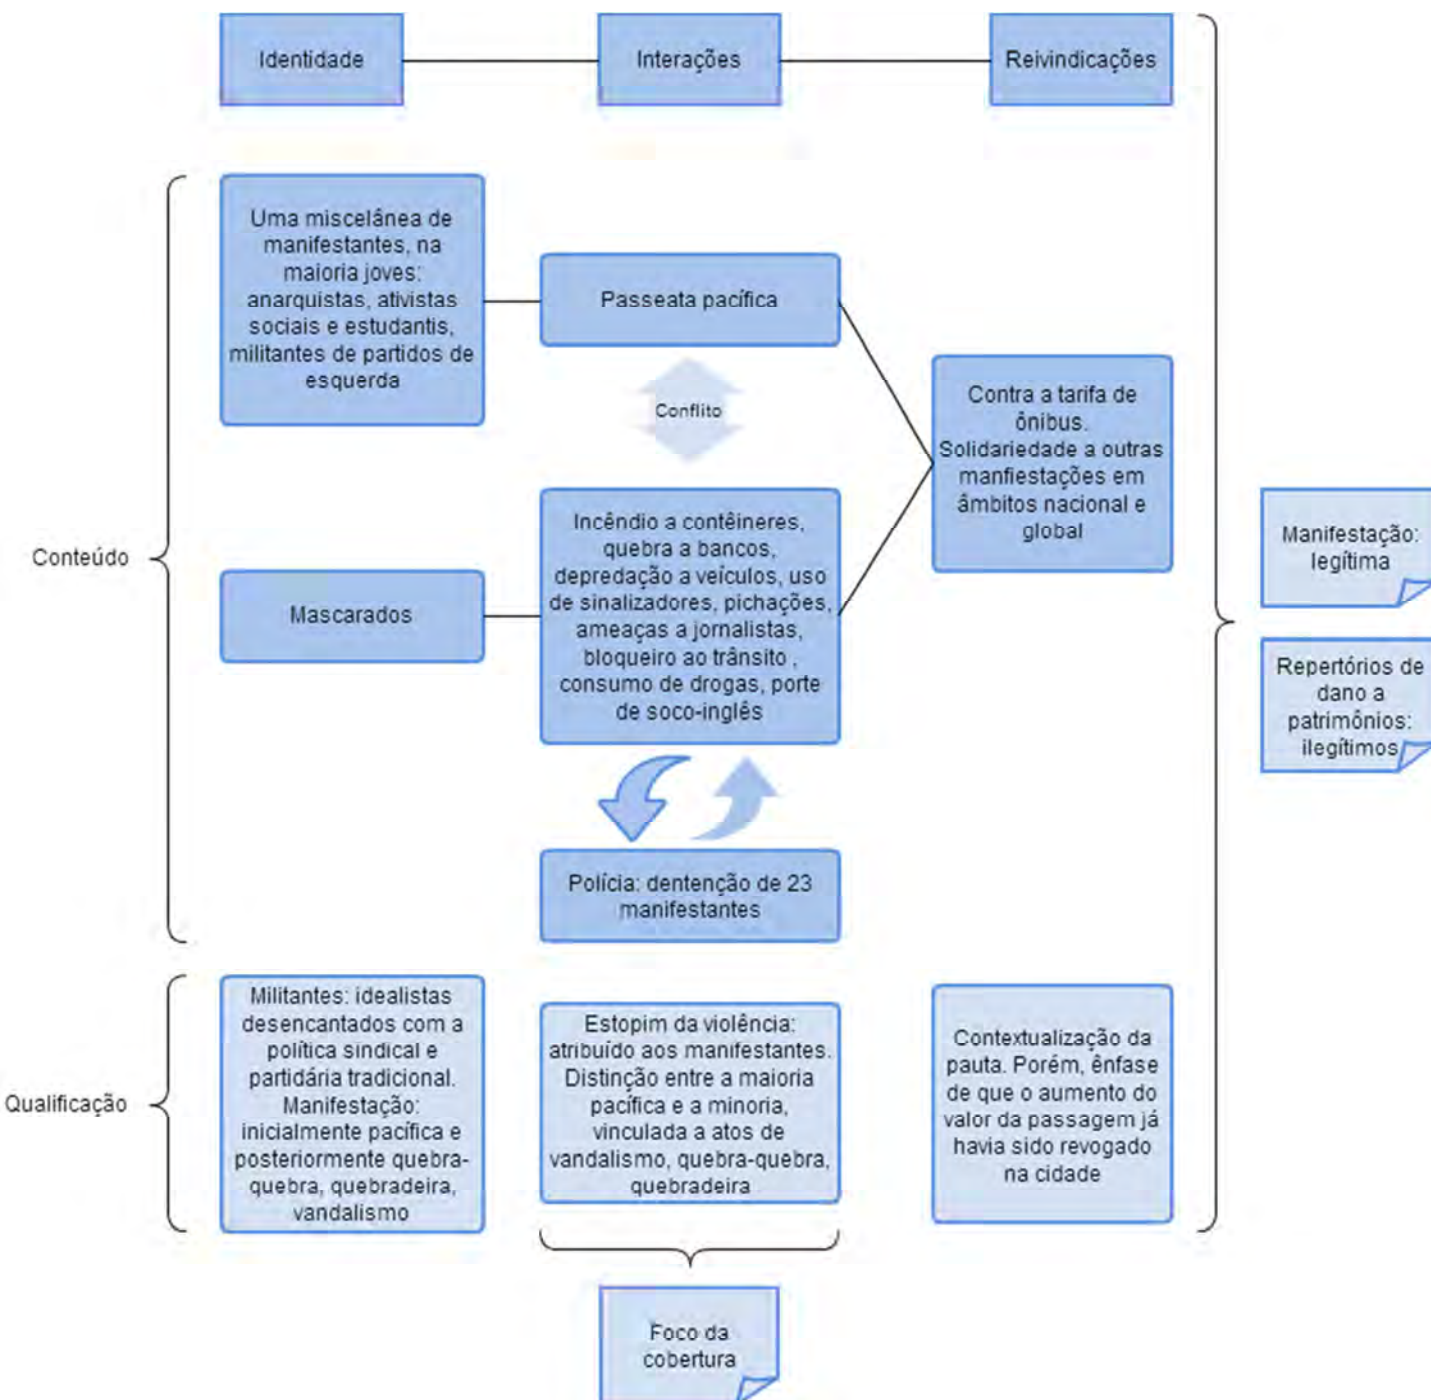 Identidade
Interações
Reivindicações
Uma miscelânea de
manifestantes, na
maioria joves:
anarquistas, ativistas
sociais e estudantis,
militantes de partidos de
esquerda
Passeata pacífica
Conflito
Contra a tarifa de
ônibus.
Solidariedade a outras
manfiestações em
âmbitos nacional e
global
Conteúdo
Mascarados
Incêndio a contêineres,
quebra a bancos,
depredação a veículos, uso
de sinalizadores, pichações,
ameaças a jornalistas,
bloqueiro ao trânsito ,
consumo de drogas, porte
de soco-inglês
Manifestação:
legítima
Repertórios de
dano a
patrimônios:
ilegítimos
Polícia: dentenção de 23
manifestantes
Qualificação
Militantes: idealistas
desencantados com a
política sindical e
partidária tradicional.
Manifestação:
inicialmente pacífica e
posteriormente quebra-
quebra, quebradeira,
vandalismo
Estopim da violência:
atribuído aos manifestantes.
Distinção entre a maioria
pacífica e a minoria,
vinculada a atos de
vandalismo, quebra-quebra,
quebradeira
Contextualização da
pauta. Porém, ênfase
de que o aumento do
valor da passagem já
havia sido revogado
na cidade
Foco da
cobertura